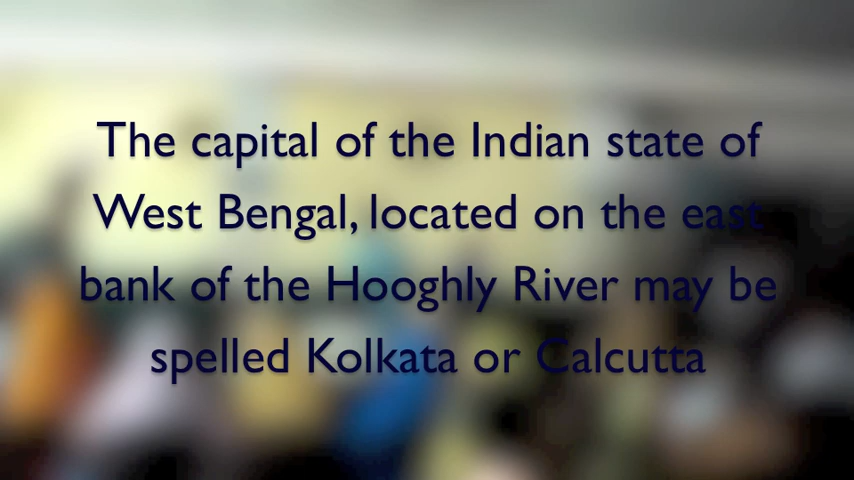 The capital of the Indian state of
West Bengal, located on the east
bank of the Hooghly River may be
spelled Kolkata or Calcutta